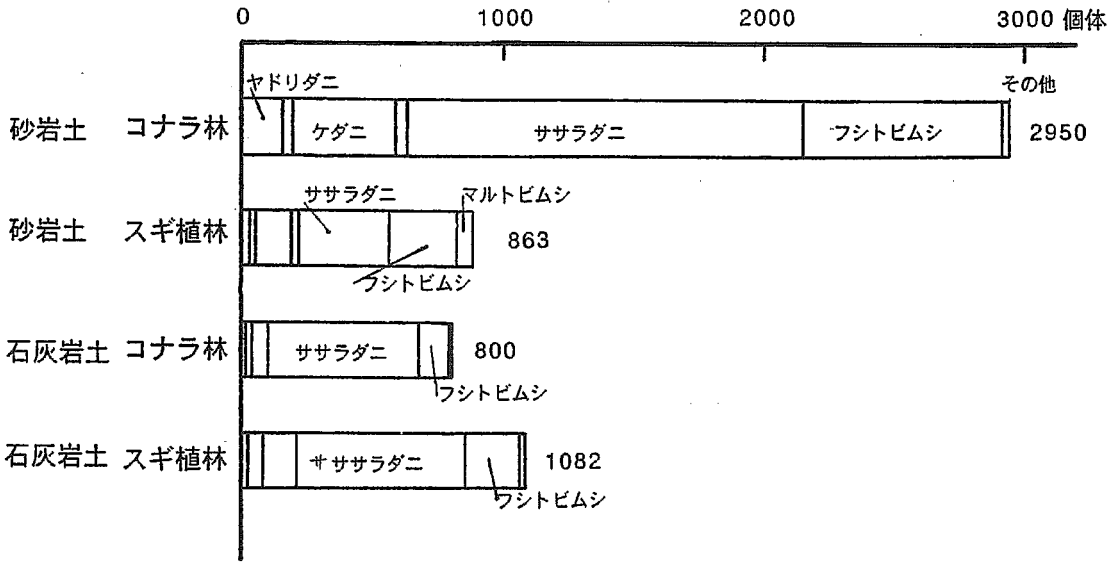 0 1000 2000 3000 個体
ヤドリダニ その他
砂岩土 コナラ林 ケダニ ササラダニ フシトビムシ 2950
ササラダニ マルトビムシ
砂岩土 スギ植林 863
フシトビムシ
石灰岩土 コナラ林 ササラダニ 800
フシトビムシ
石灰岩土 スギ植林 ササラダニ 1082
フシトビムシ